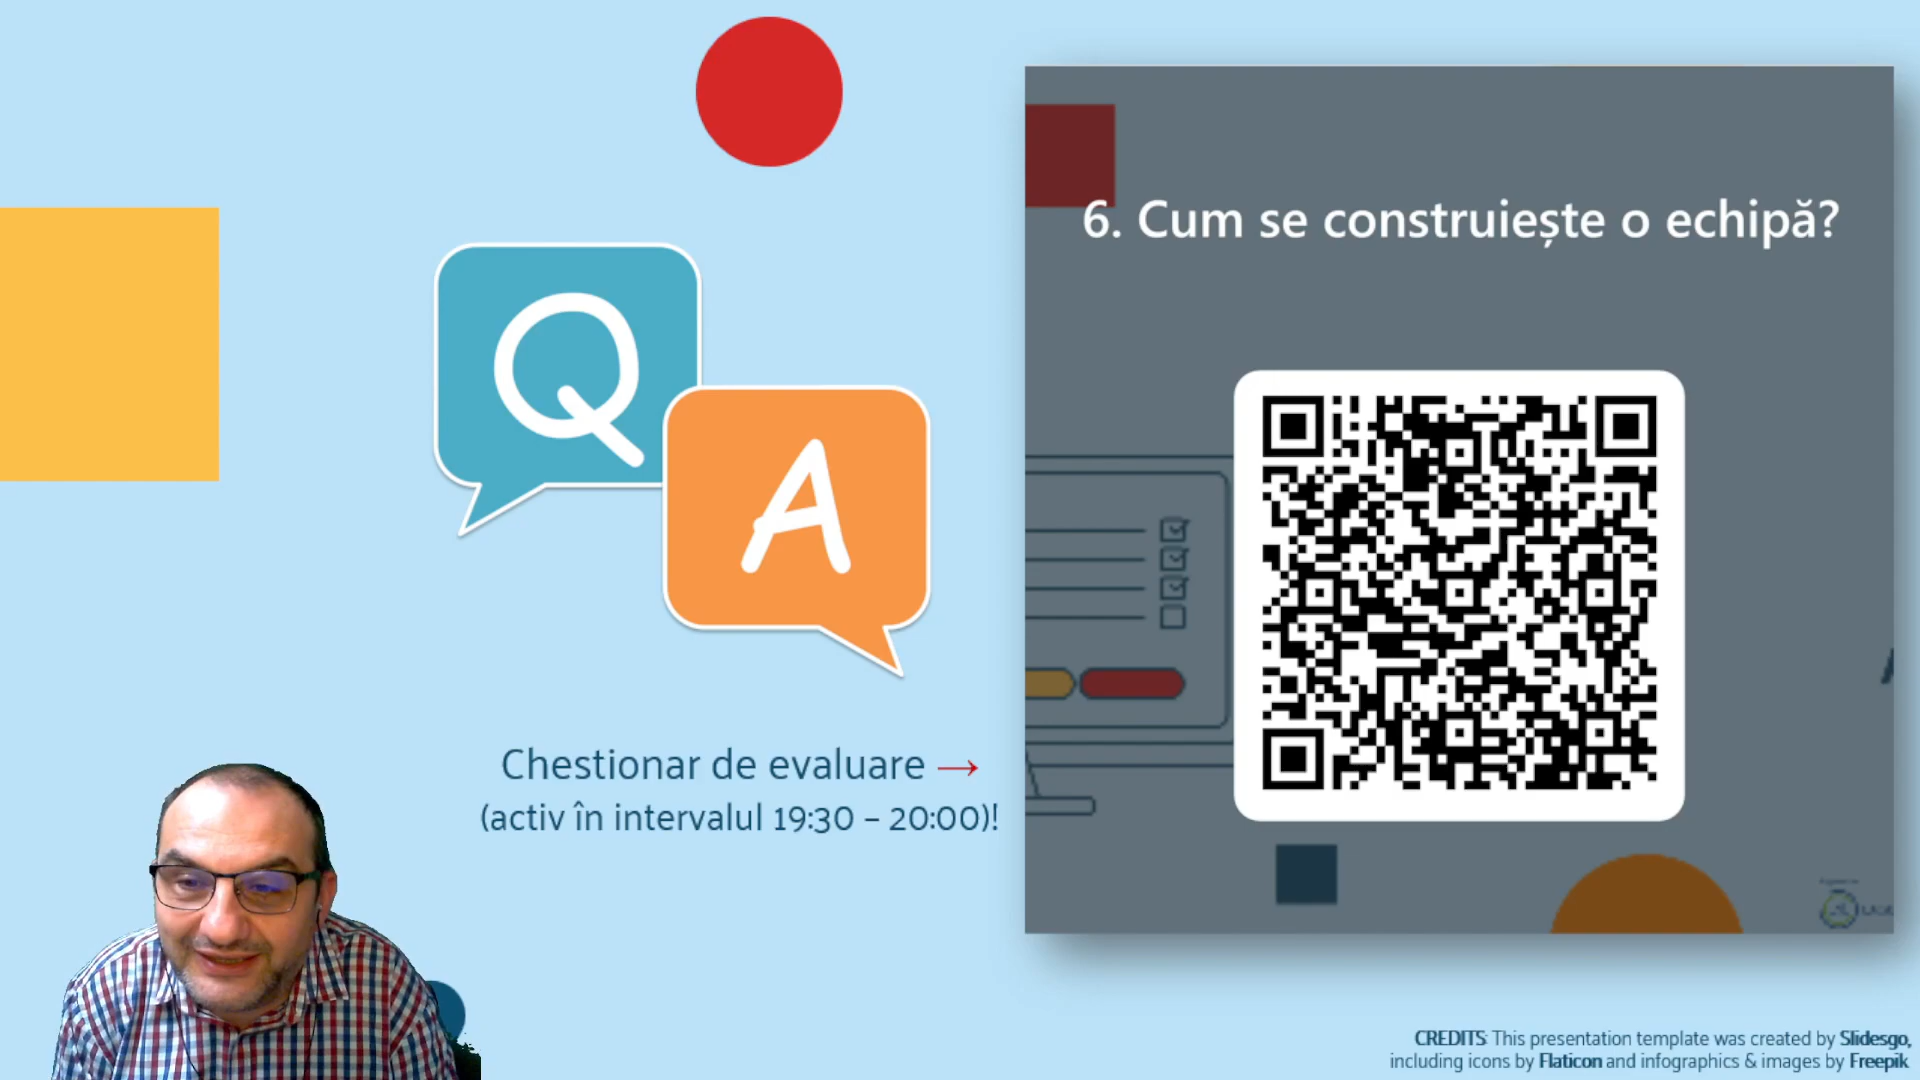 Q
A
Chestionar de evaluare →
(activ în intervalul 19:30 – 20:00)!
6. Cum se construiește o echipă?
CREDITS: This presentation template was created by Slidesgo,
including icons by Flaticon and infographics & images by Freepik